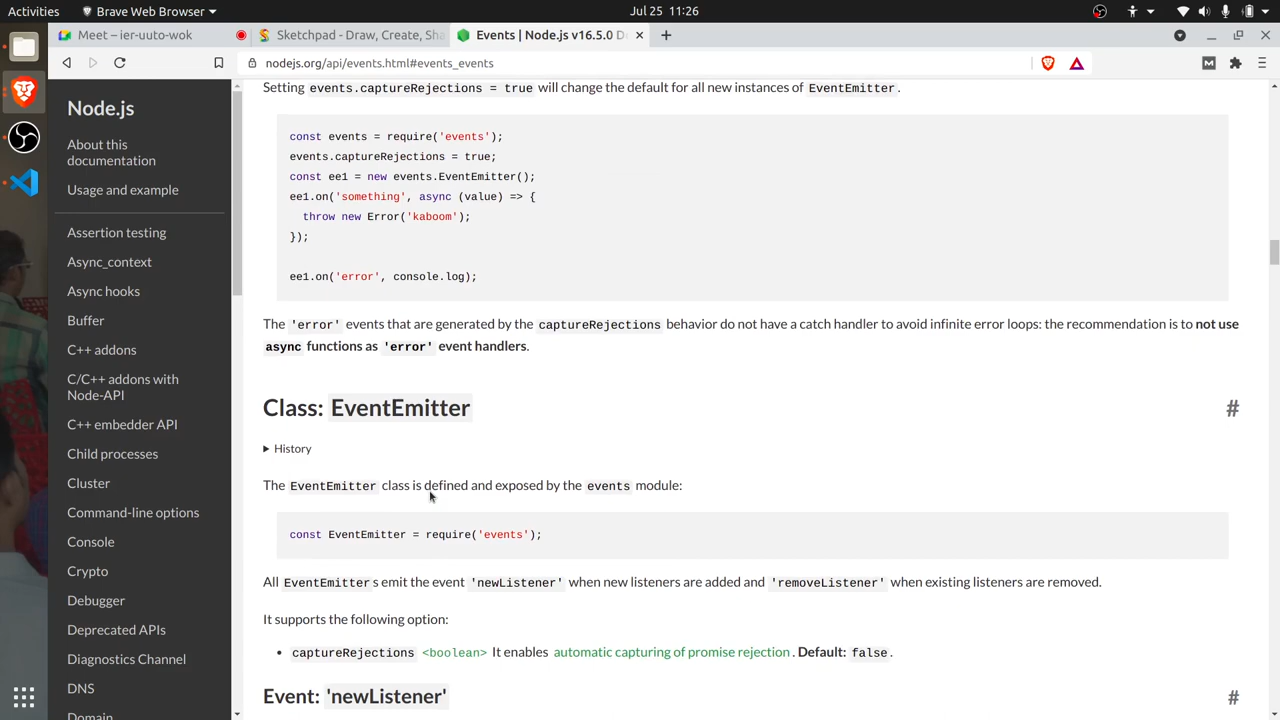 Activities
Brave Web Browser
Jul 25 11:26
Meet – ier-uuto-wok
Sketchpad - Draw, Create, Sha
Events | Node.js v16.5.0 D
nodejs.org/api/events.html#events_events
Node.js
About this
documentation
Usage and example
Assertion testing
Async_context
Async hooks
Buffer
C++ addons
C/C++ addons with
Node-API
C++ embedder API
Child processes
Cluster
Command-line options
Console
Crypto
Debugger
Deprecated APIs
Diagnostics Channel
DNS
Domain
Setting events.captureRejections = true will change the default for all new instances of EventEmitter.
const events = require('events');
events.captureRejections = true;
const ee1 = new events.EventEmitter();
ee1.on('something', async (value) => {
throw new Error('kaboom');
});
ee1.on('error', console.log);
The 'error' events that are generated by the captureRejections behavior do not have a catch handler to avoid infinite error loops: the recommendation is to not use
async functions as 'error' event handlers.
Class: EventEmitter
#
History
The EventEmitter class is defined and exposed by the events module:
const EventEmitter = require('events');
All EventEmitters emit the event 'newListener' when new listeners are added and 'removeListener' when existing listeners are removed.
It supports the following option:
• captureRejections <boolean> It enables automatic capturing of promise rejection. Default: false.
Event: 'newListener'
#